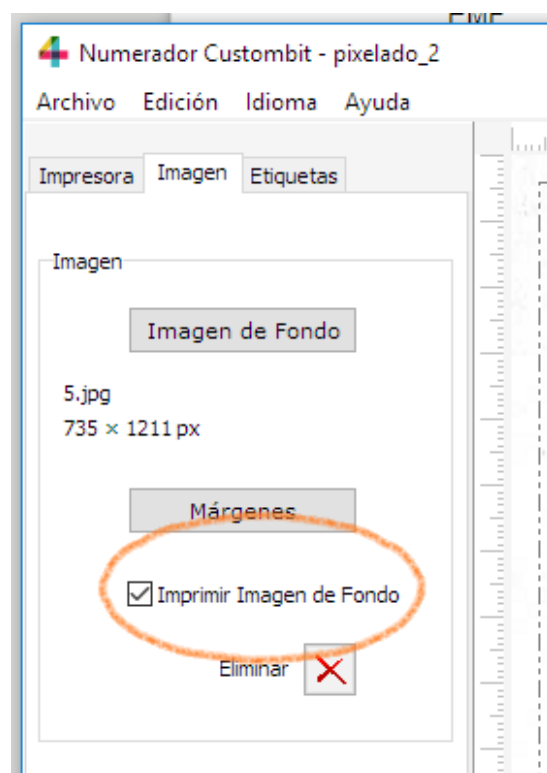 Numerador Custombit - pixelado_2
Archivo Edición Idioma Ayuda
Impresora Imagen Etiquetas
Imagen
Imagen de Fondo
5.jpg
735 × 1211 px
Márgenes
Imprimir Imagen de Fondo
Eliminar